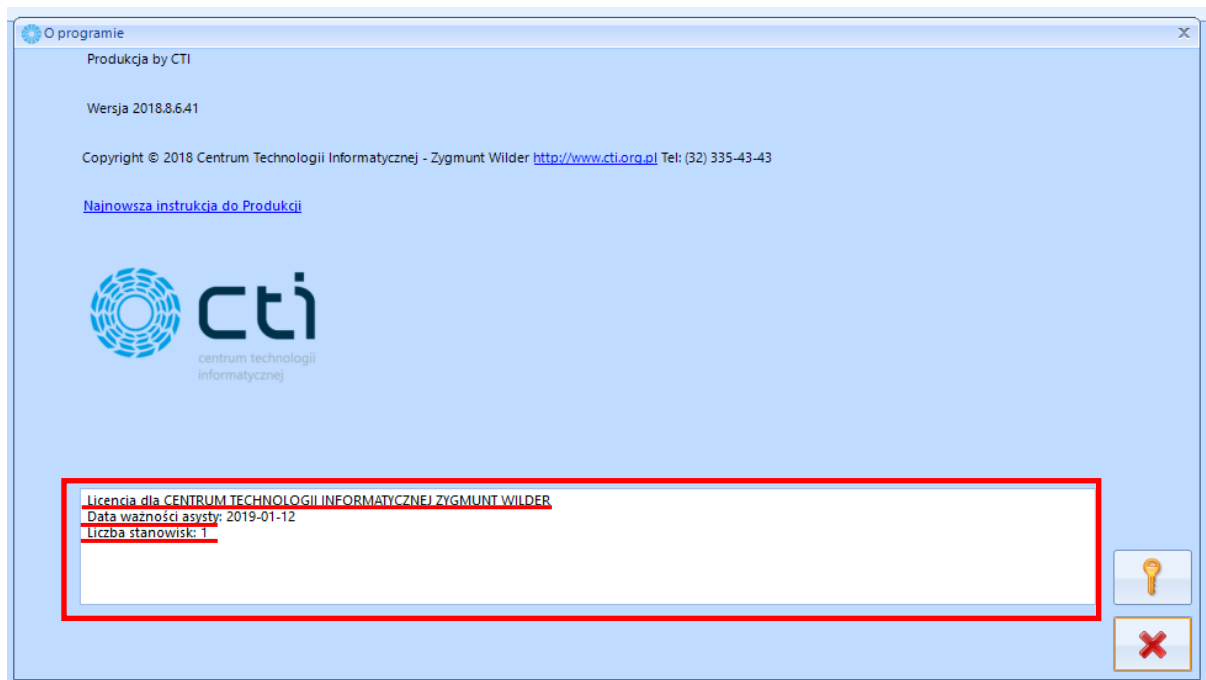 O programie
x
Produkcja by CTI
Wersja 2018.8.6.41
Copyright © 2018 Centrum Technologii Informatycznej - Zygmunt Wilder http://www.cti.org.pl Tel: (32) 335-43-43
Najnowsza instrukcja do Produkcji
cti
centrum technologii
informatycznej
Licencja dla CENTRUM TECHNOLOGII INFORMATYCZNEJ ZYGMUNT WILDER
Data ważności asysty: 2019-01-12
Liczba stanowisk: 1